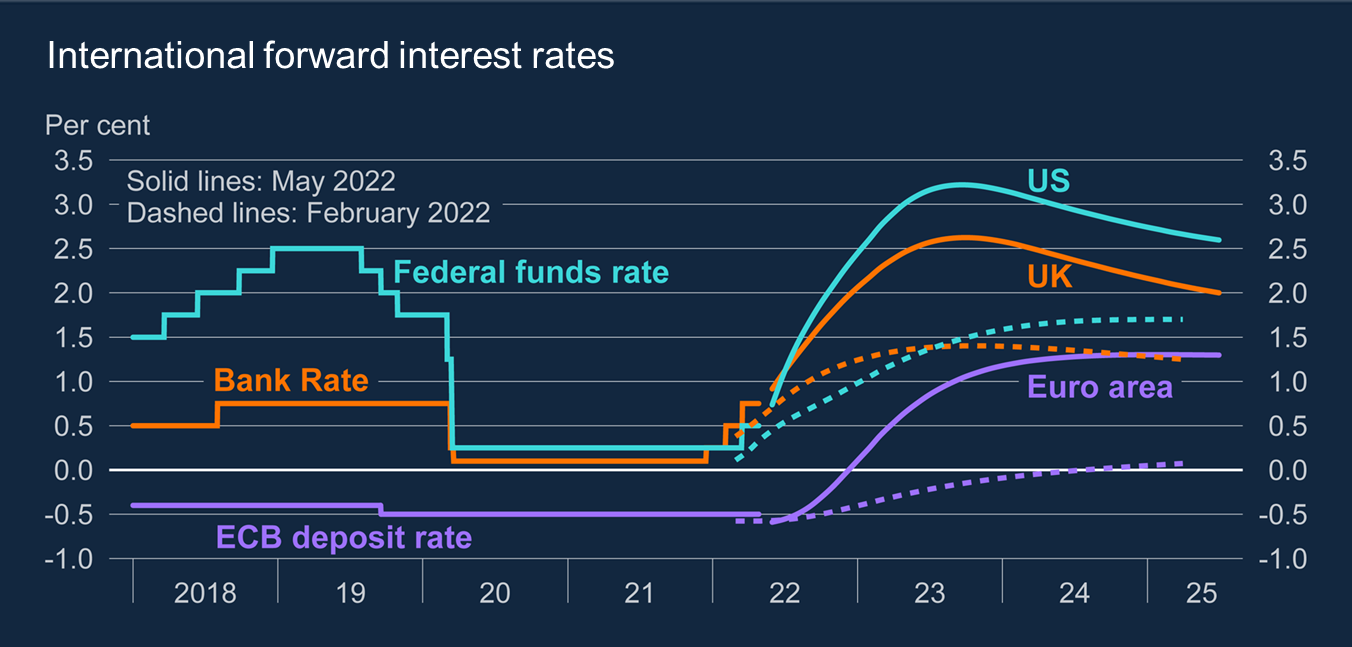 International forward interest rates
Per cent
3.5 3.5
Solid lines: May 2022
US
3.0 3.0
Dashed lines: February 2022
2.5 2.5
Federal funds rate
UK
2.0 2.0
1.5 1.5
1.0 1.0
Bank Rate
Euro area
0.5 0.5
0.0 0.0
-0.5 -0.5
ECB deposit rate
-1.0 -1.0
2018 19 20 21 22 23 24 25